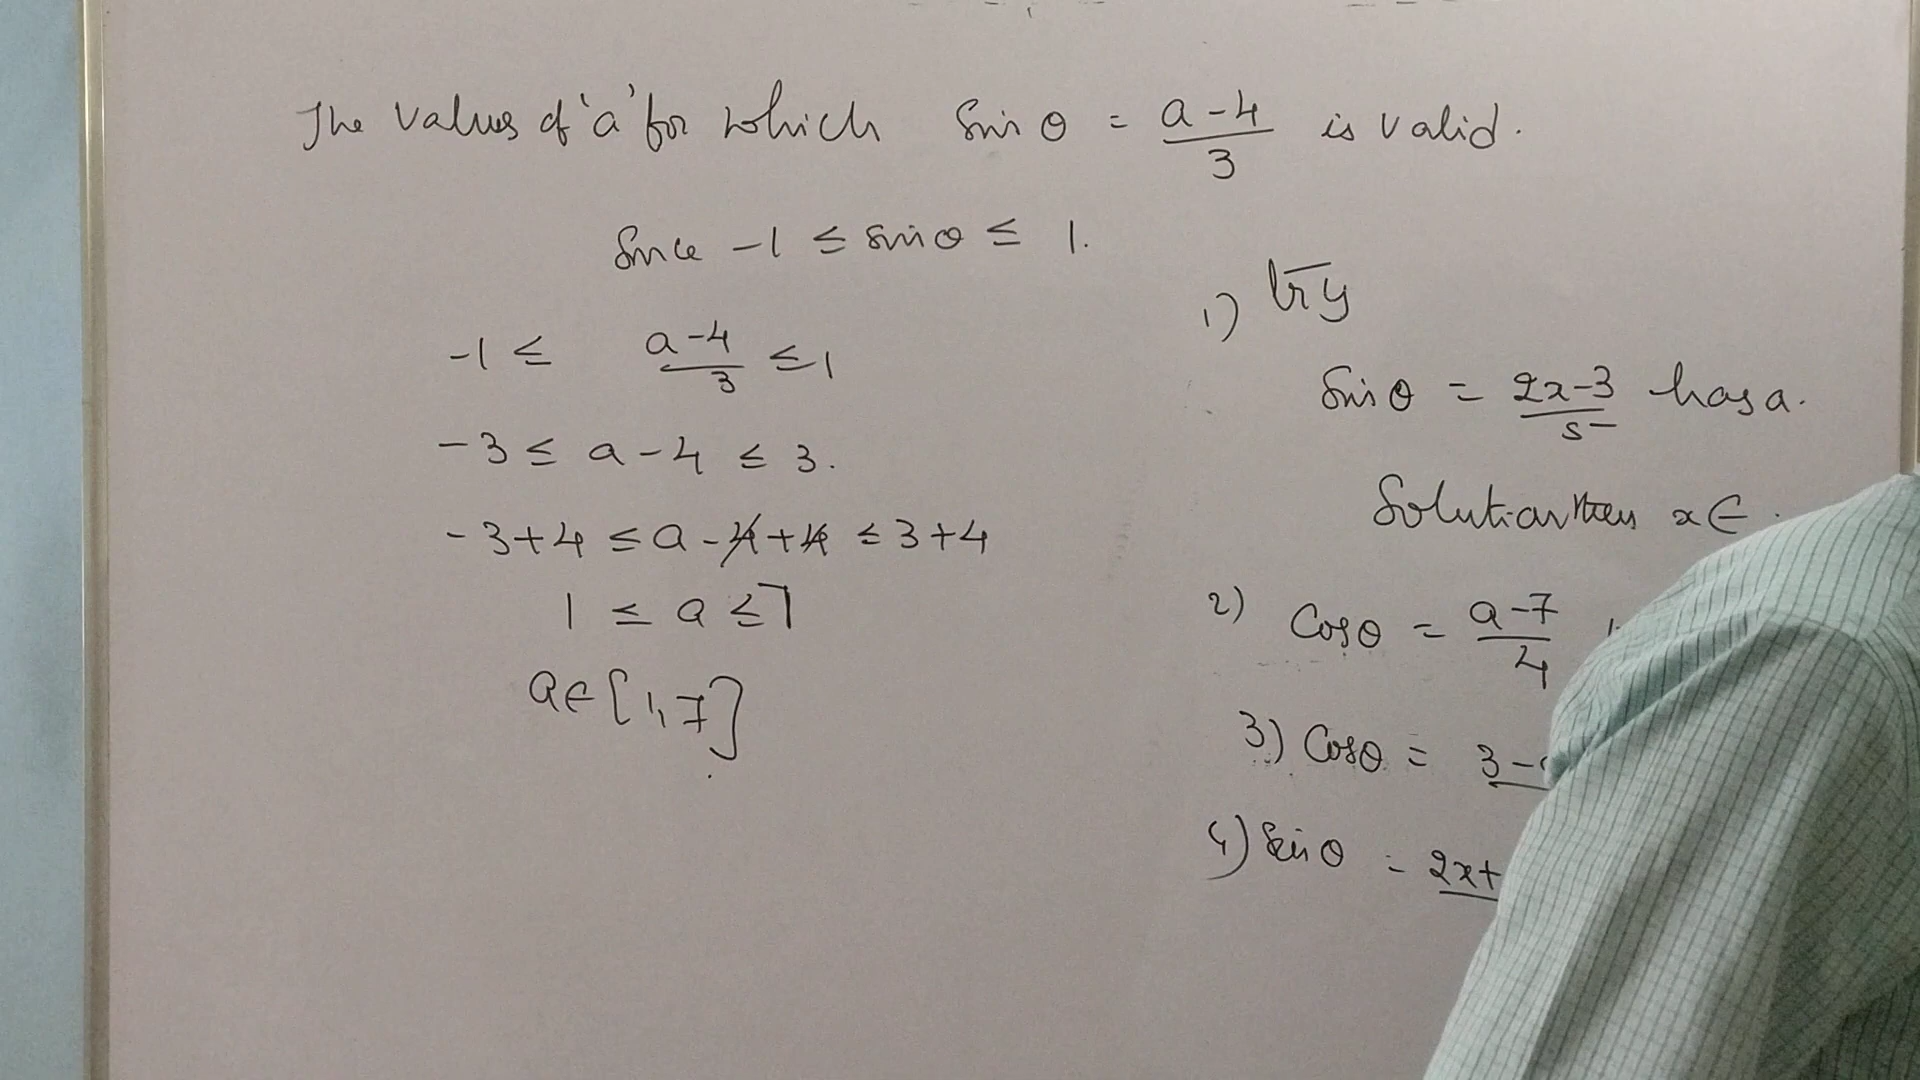 The values of 'a' for which sin θ = a-4/3 is valid.
Since -1 ≤ sin θ ≤ 1.
-1 ≤ a-4/3 ≤ 1
-3 ≤ a-4 ≤ 3.
-3+4 ≤ a-4+4 ≤ 3+4
1 ≤ a ≤ 7
a∈[1,7]
1) try
sin θ = 2x-3/5 has a.
Solution then x∈
2) Cos θ = a-7/4
3) Cos θ = 3-
4) Sin θ = 2x+